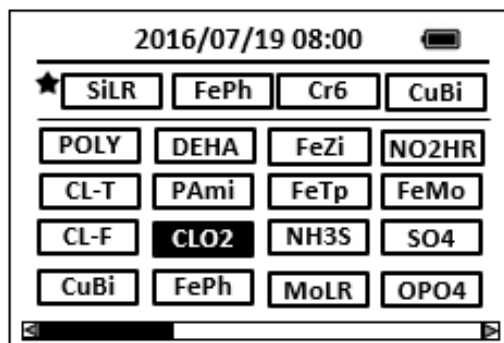 2016/07/19 08:00
SiLR FePh Cr6 CuBi
POLY DEHA FeZi NO2HR
CL-T PAmi FeTp FeMo
CL-F CLO2 NH3S SO4
CuBi FePh MoLR OPO4